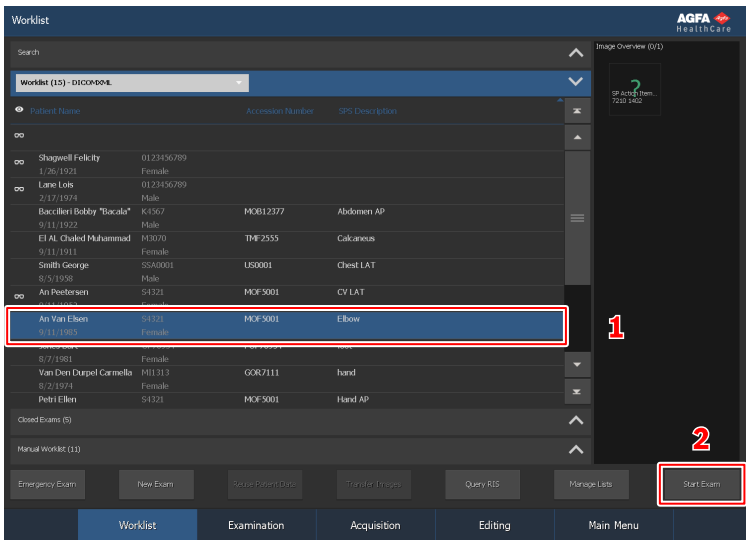 Worklist
AGFA
HealthCare
Search
Image Overview (0/1)
Worklist (15) - DICOMXML
SP Action Item...
7210 1402
Patient Name Accession Number SPS Description
Shagwell Felicity 0123456789
1/26/1921 Female
Lane Lois 0123456789
2/17/1974 Male
Baccilieri Bobby "Bacala" K4567 MOB12377 Abdomen AP
9/11/1922 Male
El AL Chaled Muhammad M3070 TMF2555 Calcaneus
9/11/1911 Female
Smith George SSA0001 US0001 Chest LAT
8/5/1958 Male
An Peetersen S4321 MOF5001 CV LAT
An Van Elsen S4321 MOF5001 Elbow
9/11/1985 Female
1
8/7/1981 Female
Van Den Durpel Carmella MI1313 GOR7111 hand
8/2/1974 Female
Petri Ellen S4321 MOF5001 Hand AP
Closed Exams (5)
Manual Worklist (11)
2
Emergency Exam New Exam Reuse Patient Data Transfer Images Query RIS Manage Lists Start Exam
Worklist Examination Acquisition Editing Main Menu